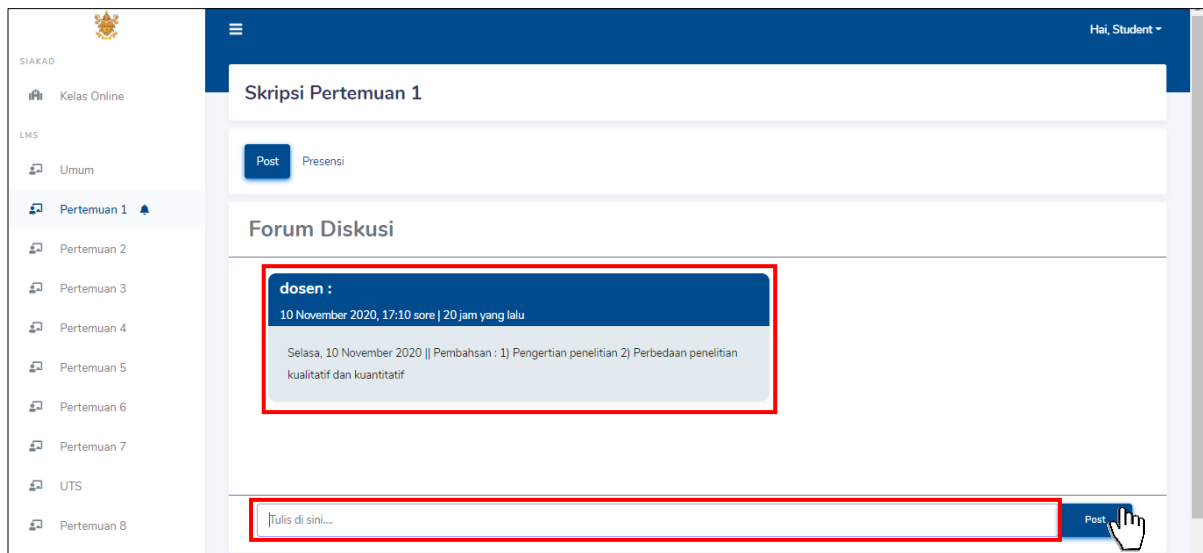 Hai, Student
SIAKAD
Kelas Online
LMS
Umum
Pertemuan 1
Pertemuan 2
Pertemuan 3
Pertemuan 4
Pertemuan 5
Pertemuan 6
Pertemuan 7
UTS
Pertemuan 8
Skripsi Pertemuan 1
Post Presensi
Forum Diskusi
dosen :
10 November 2020, 17:10 sore | 20 jam yang lalu
Selasa, 10 November 2020 || Pembahsan : 1) Pengertian penelitian 2) Perbedaan penelitian
kualitatif dan kuantitatif
Tulis di sini....
Post